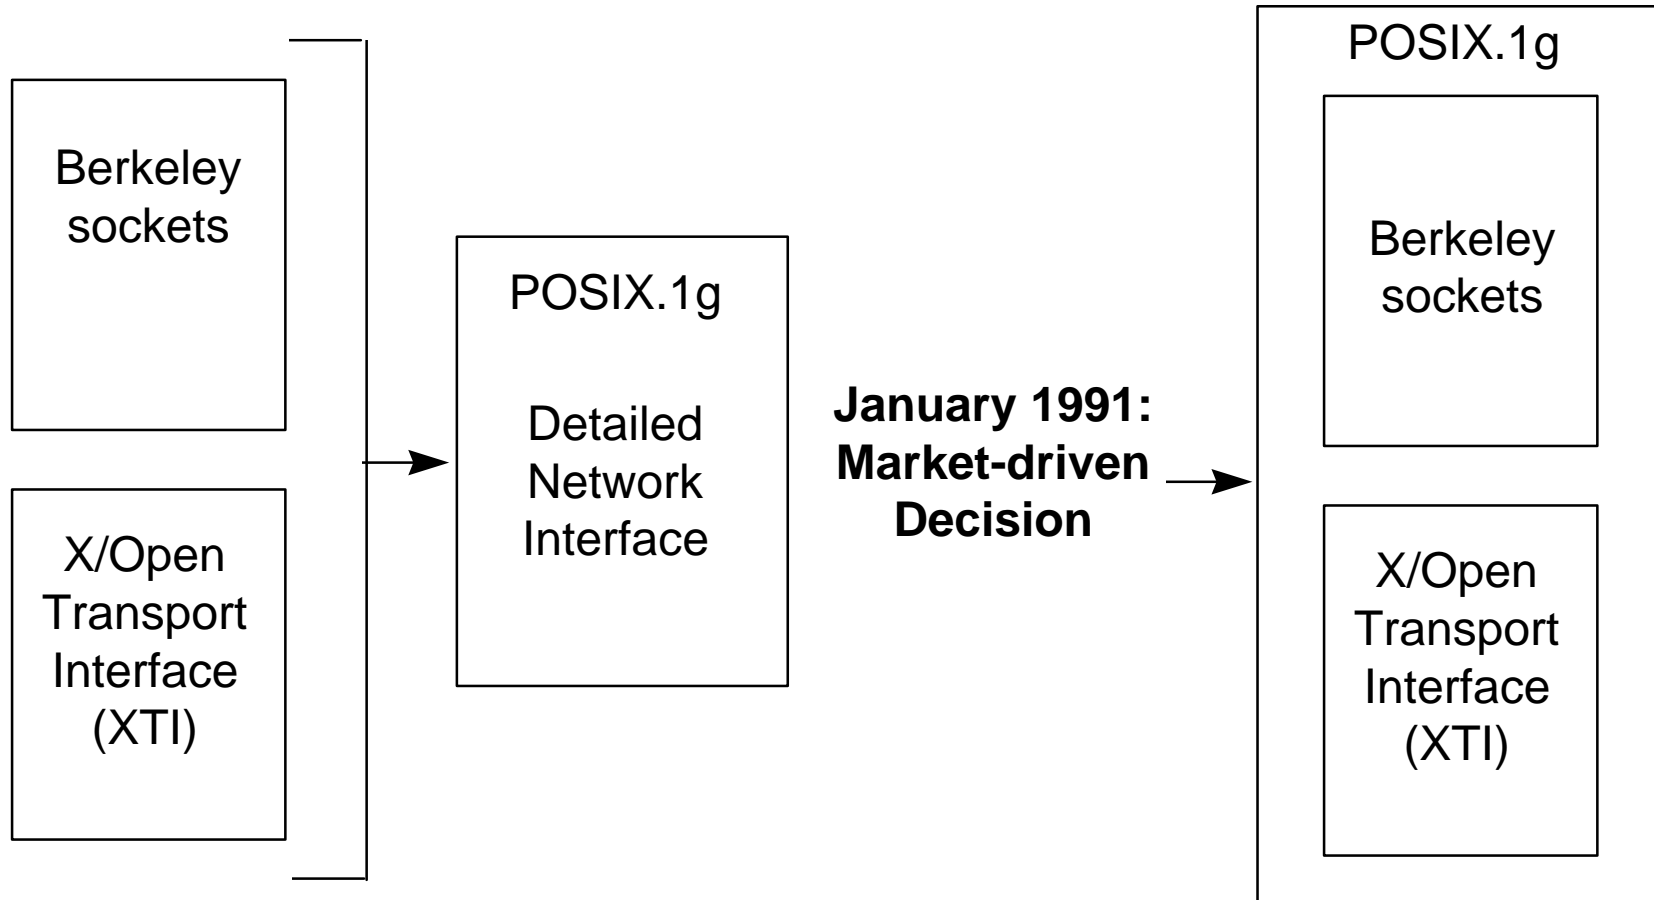 Berkeley
sockets
X/Open
Transport
Interface
(XTI)
POSIX.1g
Detailed
Network
Interface
January 1991:
Market-driven
Decision
POSIX.1g
Berkeley
sockets
X/Open
Transport
Interface
(XTI)